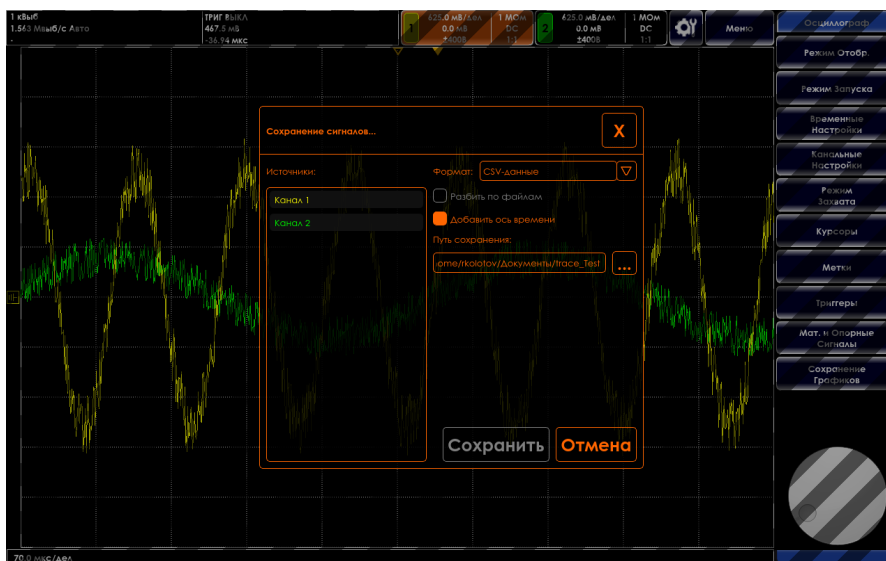 1 кВыб
1.563 Мвыб/с Авто
-
ТРИГ ВЫКЛ
467.5 мВ
-36.94 мкс
1
625.0 мВ/дел
0.0 мВ
±400В
1 МОм
DC
1:1
2
625.0 мВ/дел
0.0 мВ
±400В
1 МОм
DC
1:1
Меню
Осциллограф
Режим Отобр.
Режим Запуска
Временные
Настройки
Канальные
Настройки
Режим
Захвата
Курсоры
Метки
Триггеры
Мат. и Опорные
Сигналы
Сохранение
Графиков
Сохранение сигналов...
X
Источники:
Канал 1
Канал 2
Формат:
CSV-данные
Разбить по файлам
Добавить ось времени
Путь сохранения:
ome/rkolotov/Документы/trace_Test
...
Сохранить
Отмена
70.0 мкс/дел